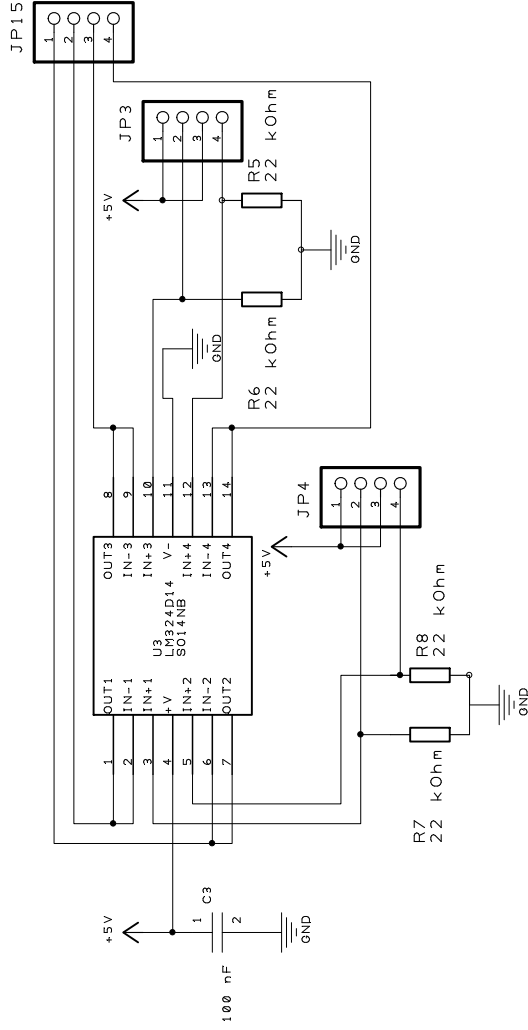 JP15
1
2
3
4
JP3
1
2
3
4
R5
22 kOhm
+5V
GND
R6
22 kOhm
GND
8
9
10
11
12
13
14
OUT3
IN-3
IN+3
V-
IN+4
IN-4
OUT4
U3
LM324D14
SO14NB
OUT1
IN-1
IN+1
+V
IN+2
IN-2
OUT2
1
2
3
4
5
6
7
JP4
1
2
3
4
+5V
R8
22 kOhm
R7
22 kOhm
GND
+5V
C3
1
2
100 nF
GND